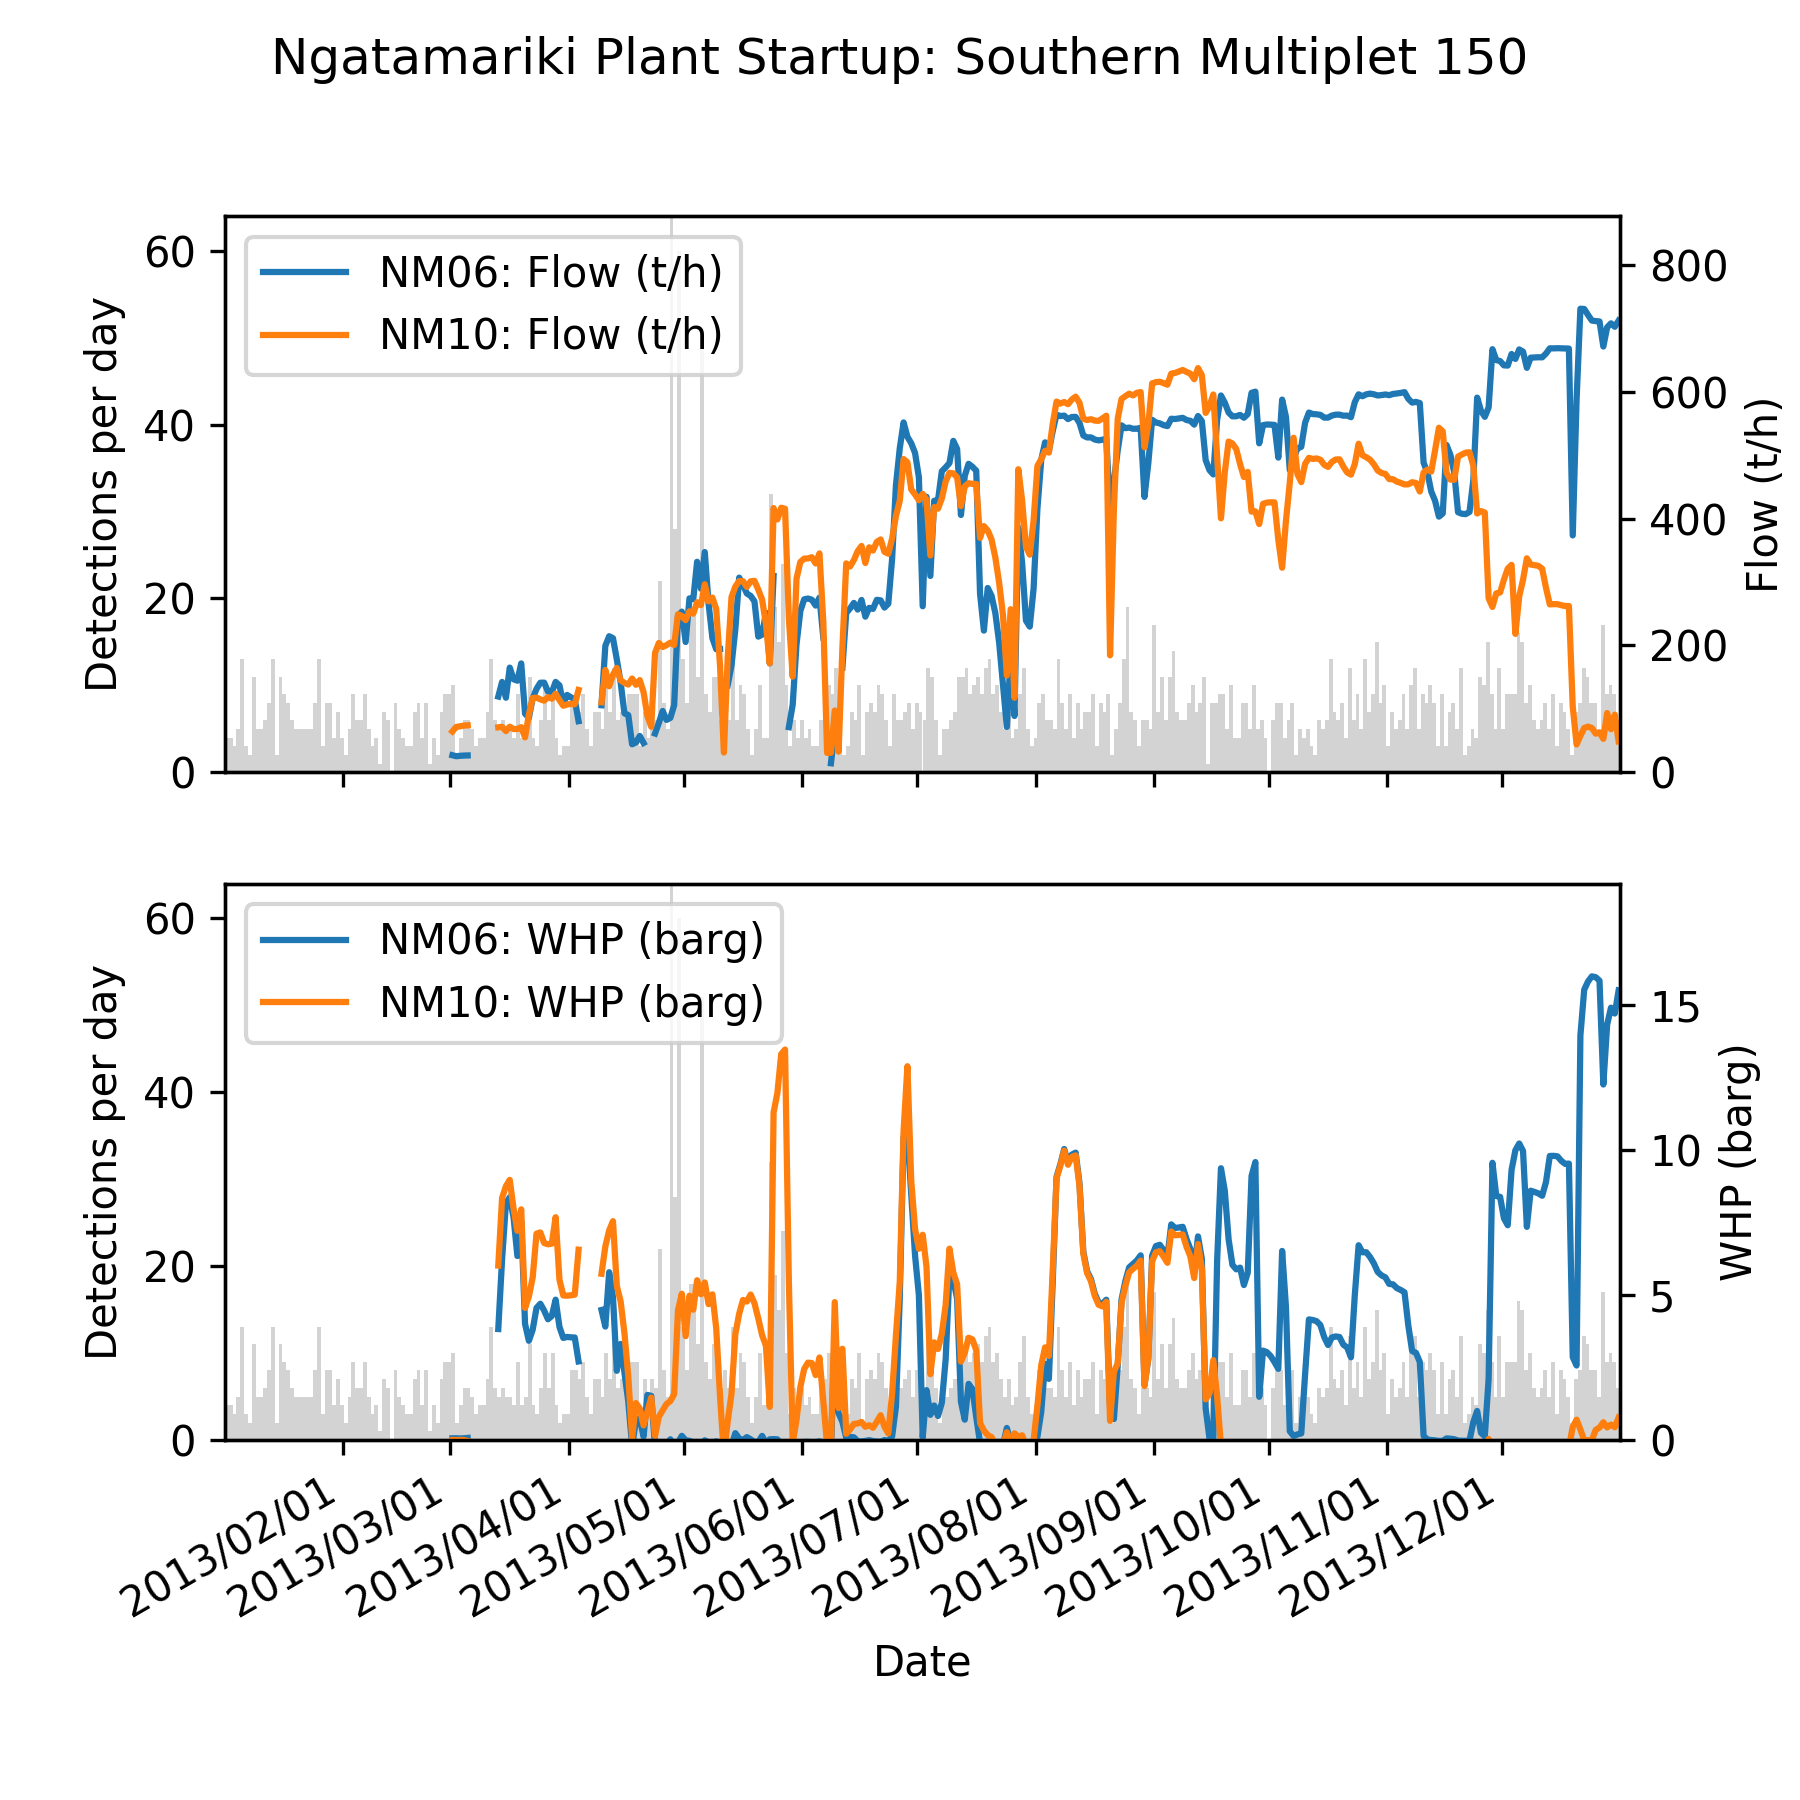 Ngatamariki Plant Startup: Southern Multiplet 150
NM06: Flow (t/h)
NM10: Flow (t/h)
Detections per day
60
40
20
0
800
600
400
200
0
Flow (t/h)
NM06: WHP (barg)
NM10: WHP (barg)
Detections per day
60
40
20
0
15
10
5
0
WHP (barg)
2013/02/01
2013/03/01
2013/04/01
2013/05/01
2013/06/01
2013/07/01
2013/08/01
2013/09/01
2013/10/01
2013/11/01
2013/12/01
Date